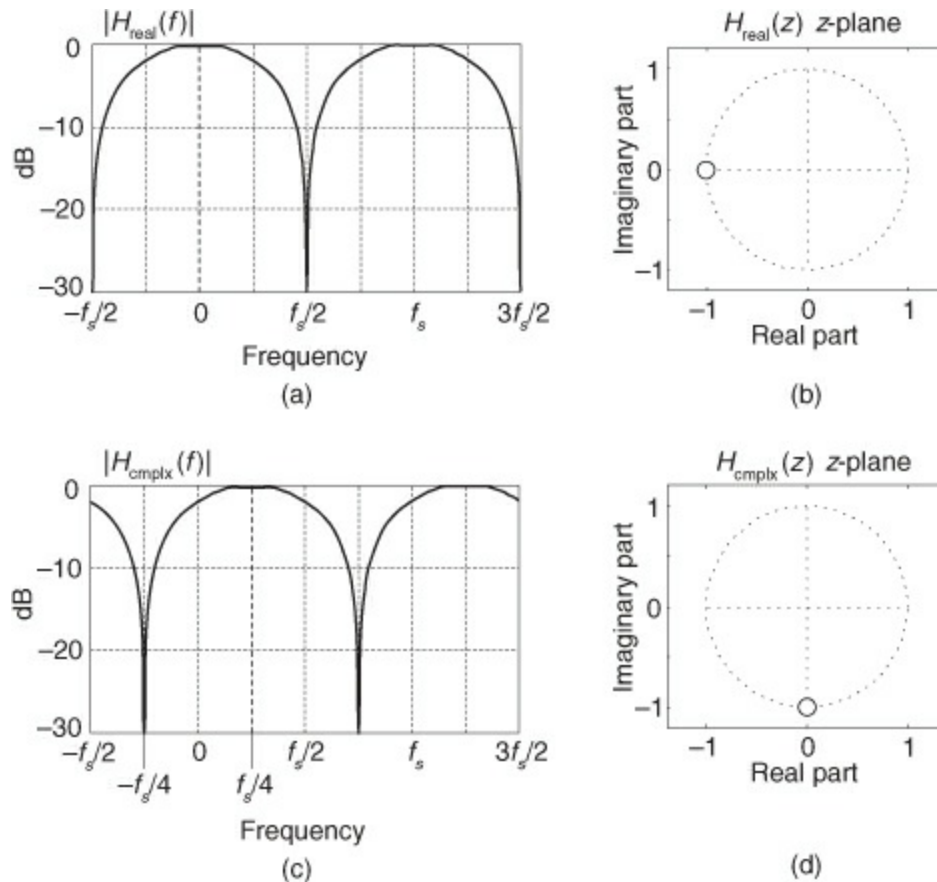 |H_real(f)|
0
−10
−20
−30
dB
−f_s/2 0 f_s/2 f_s 3f_s/2
Frequency
(a)
H_real(z) z-plane
1
0
−1
Imaginary part
−1 0 1
Real part
(b)
|H_cmplx(f)|
0
−10
−20
−30
dB
−f_s/2 0 f_s/2 f_s 3f_s/2
−f_s/4 f_s/4
Frequency
(c)
H_cmplx(z) z-plane
1
0
−1
Imaginary part
−1 0 1
Real part
(d)